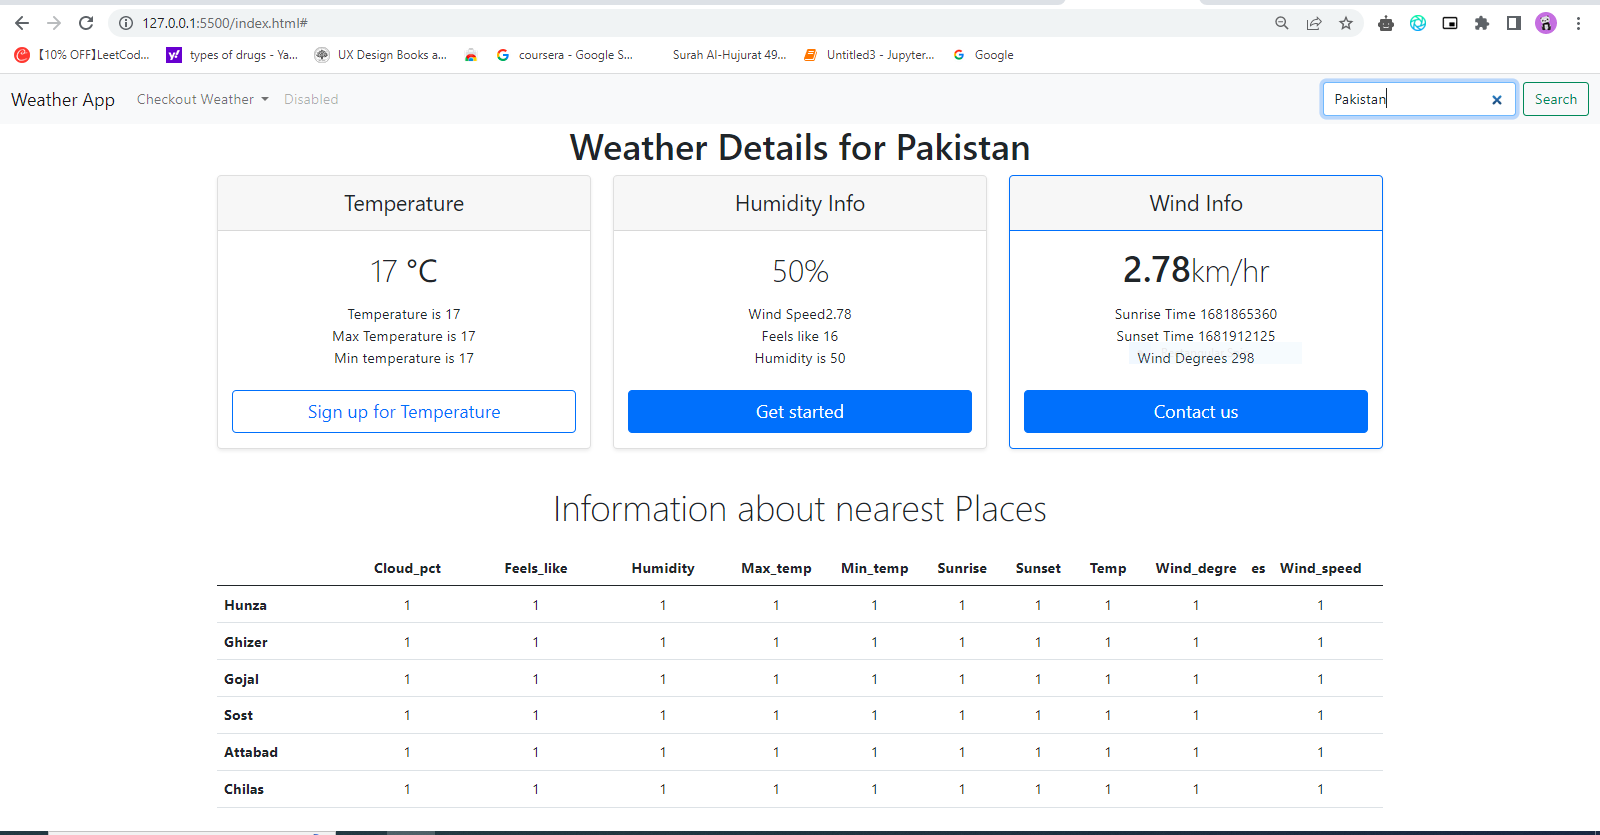 127.0.0.1:5500/index.html#
【10% OFF】LeetCod... types of drugs - Ya... UX Design Books a... coursera - Google S... Surah Al-Hujurat 49... Untitled3 - Jupyter... Google
Weather App Checkout Weather Disabled Pakistan Search
Weather Details for Pakistan
Temperature
17 °C
Temperature is 17
Max Temperature is 17
Min temperature is 17
Sign up for Temperature
Humidity Info
50%
Wind Speed2.78
Feels like 16
Humidity is 50
Get started
Wind Info
2.78km/hr
Sunrise Time 1681865360
Sunset Time 1681912125
Wind Degrees 298
Contact us
Information about nearest Places
Cloud_pct Feels_like Humidity Max_temp Min_temp Sunrise Sunset Temp Wind_degre es Wind_speed
Hunza 1 1 1 1 1 1 1 1 1 1
Ghizer 1 1 1 1 1 1 1 1 1 1
Gojal 1 1 1 1 1 1 1 1 1 1
Sost 1 1 1 1 1 1 1 1 1 1
Attabad 1 1 1 1 1 1 1 1 1 1
Chilas 1 1 1 1 1 1 1 1 1 1